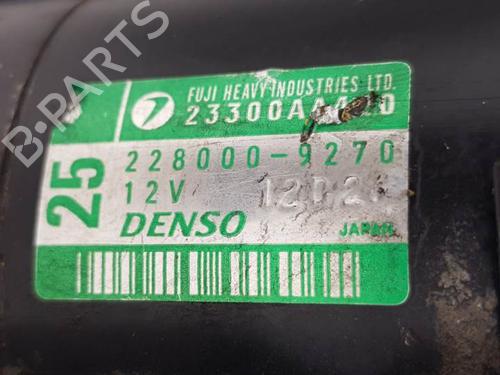 FUJI HEAVY INDUSTRIES LTD.
25
228000-9270
12V
DENSO
JAPAN
B-PARTS